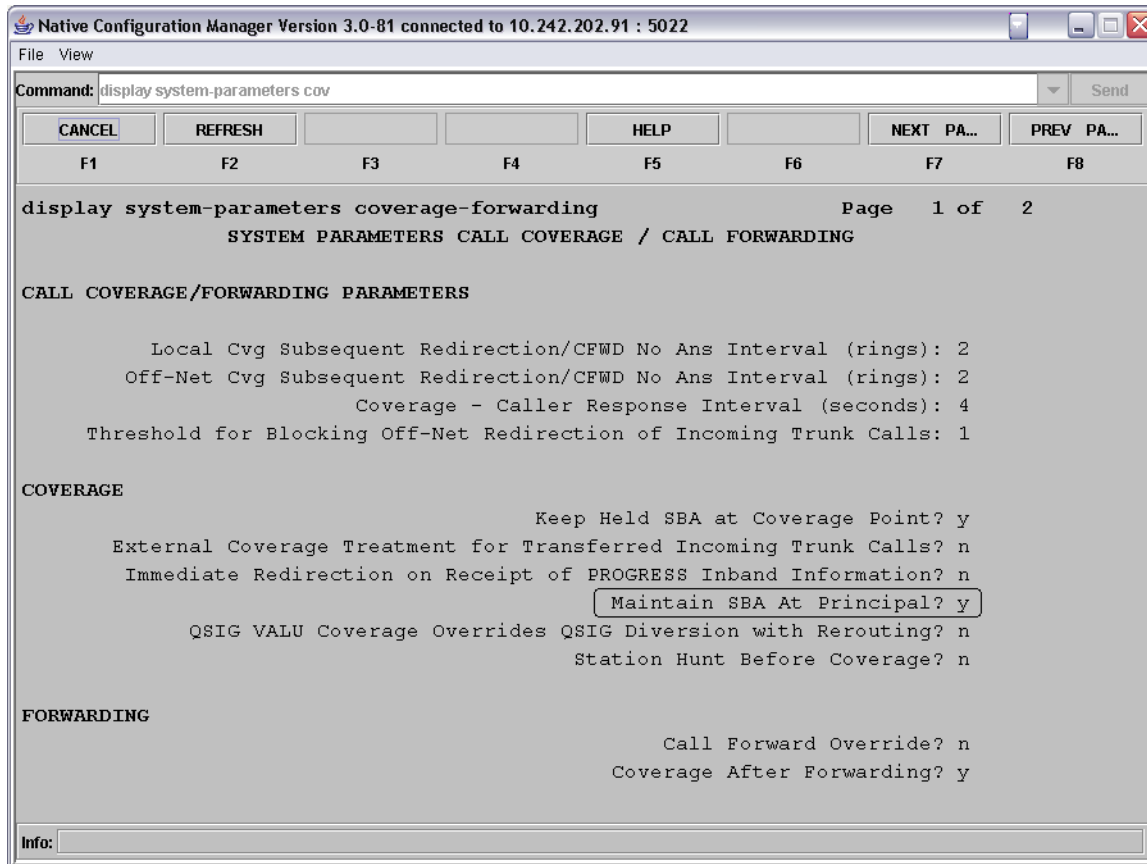 Native Configuration Manager Version 3.0-81 connected to 10.242.202.91 : 5022
File View
Command: display system-parameters cov Send
CANCEL REFRESH HELP NEXT PA... PREV PA...
F1 F2 F3 F4 F5 F6 F7 F8
display system-parameters coverage-forwarding Page 1 of 2
SYSTEM PARAMETERS CALL COVERAGE / CALL FORWARDING
CALL COVERAGE/FORWARDING PARAMETERS
Local Cvg Subsequent Redirection/CFWD No Ans Interval (rings): 2
Off-Net Cvg Subsequent Redirection/CFWD No Ans Interval (rings): 2
Coverage - Caller Response Interval (seconds): 4
Threshold for Blocking Off-Net Redirection of Incoming Trunk Calls: 1
COVERAGE
Keep Held SBA at Coverage Point? y
External Coverage Treatment for Transferred Incoming Trunk Calls? n
Immediate Redirection on Receipt of PROGRESS Inband Information? n
Maintain SBA At Principal? y
QSIG VALU Coverage Overrides QSIG Diversion with Rerouting? n
Station Hunt Before Coverage? n
FORWARDING
Call Forward Override? n
Coverage After Forwarding? y
Info: